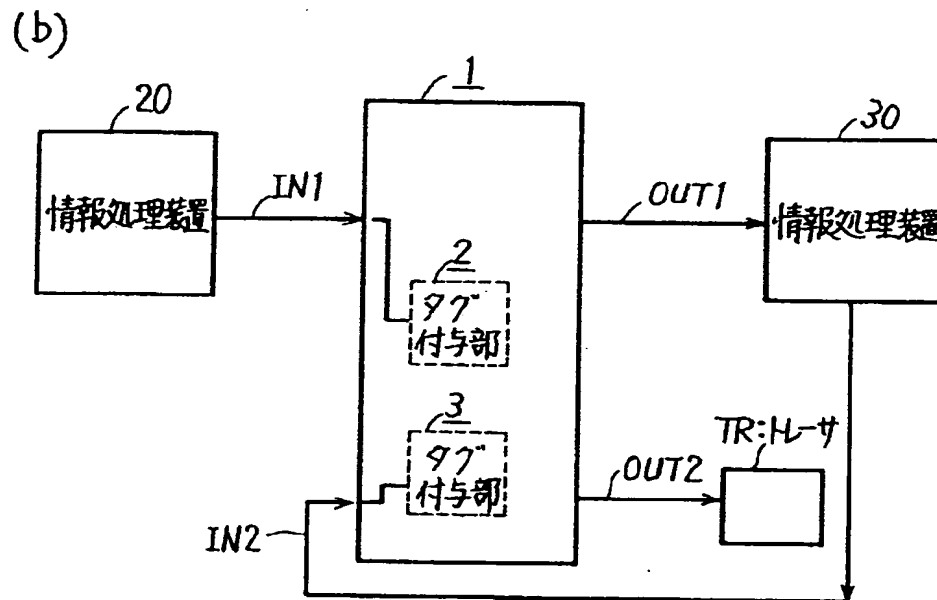 (b)
1
20
30
情報処理装置
IN1
OUT1
情報処理装置
2
タグ
付与部
3
タグ
付与部
TR:トレーサ
OUT2
IN2